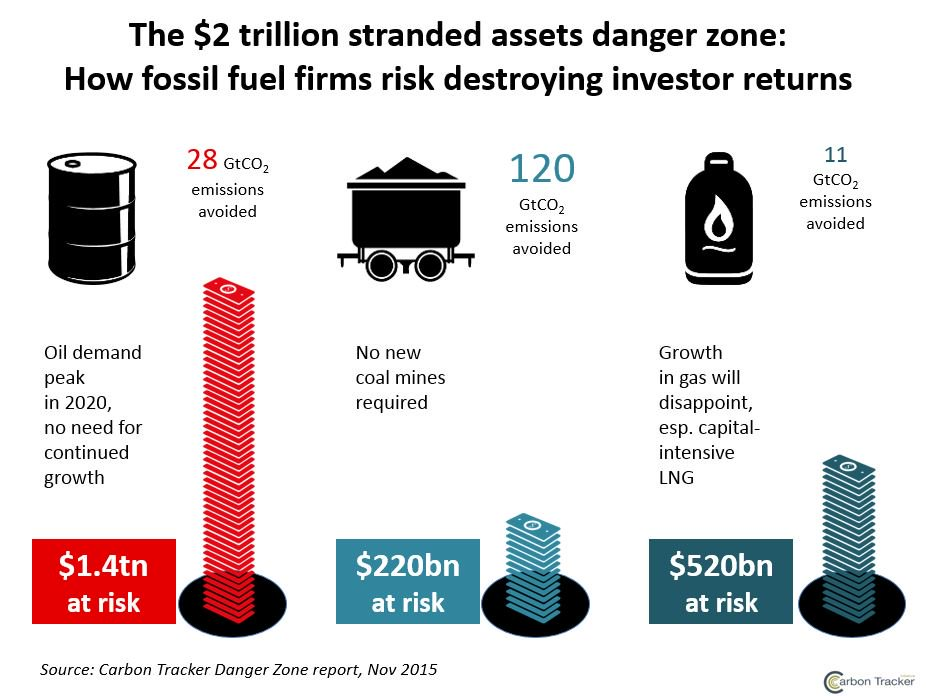 The $2 trillion stranded assets danger zone:
How fossil fuel firms risk destroying investor returns
28 GtCO2
emissions
avoided
120
GtCO2
emissions
avoided
11
GtCO2
emissions
avoided
Oil demand
peak
in 2020,
no need for
continued
growth
No new
coal mines
required
Growth
in gas will
disappoint,
esp. capital-
intensive
LNG
$1.4tn
at risk
$220bn
at risk
$520bn
at risk
Source: Carbon Tracker Danger Zone report, Nov 2015
Carbon Tracker